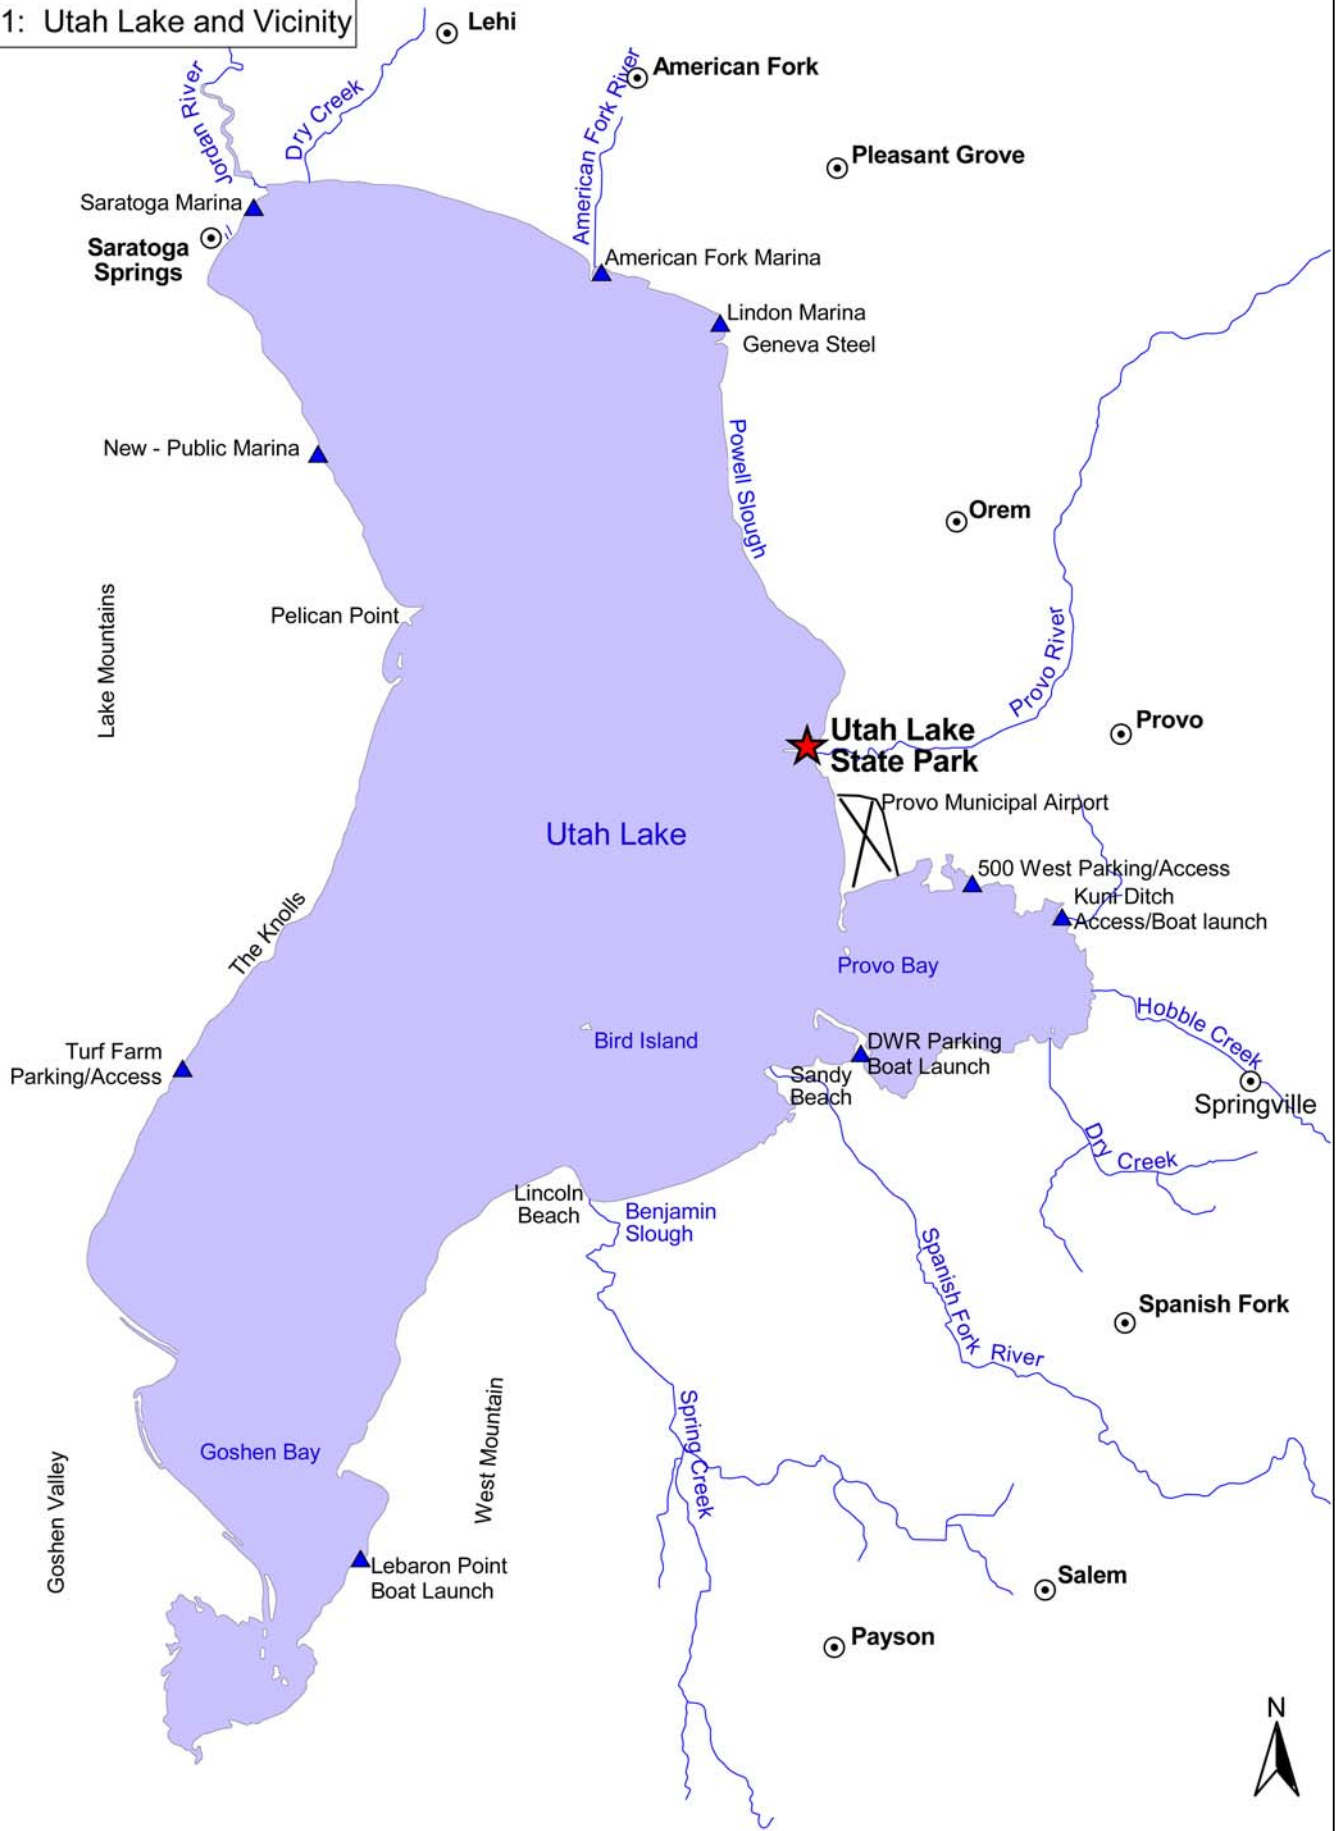 1: Utah Lake and Vicinity
Lehi
American Fork
Jordan River
Dry Creek
American Fork River
Pleasant Grove
Saratoga Marina
Saratoga
Springs
American Fork Marina
Lindon Marina
Geneva Steel
New - Public Marina
Powell Slough
Orem
Lake Mountains
Pelican Point
Provo River
Utah Lake
State Park
Provo
Provo Municipal Airport
Utah Lake
500 West Parking/Access
Kuni Ditch
Access/Boat launch
The Knolls
Provo Bay
Hobble Creek
Bird Island
DWR Parking
Boat Launch
Turf Farm
Parking/Access
Sandy
Beach
Springville
Dry Creek
Lincoln
Beach
Benjamin
Slough
Spanish Fork River
Spanish Fork
West Mountain
Spring Creek
Goshen Bay
Goshen Valley
Lebaron Point
Boat Launch
Salem
Payson
N